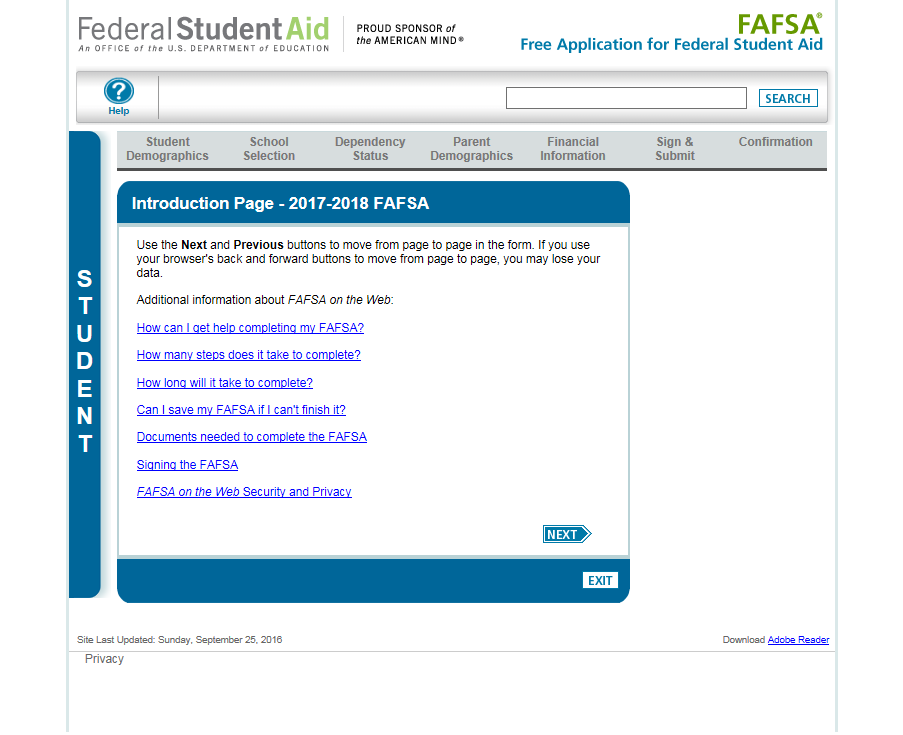 Federal Student Aid
An OFFICE of the U.S. DEPARTMENT of EDUCATION
PROUD SPONSOR of
the AMERICAN MIND®
FAFSA®
Free Application for Federal Student Aid
?
Help
SEARCH
Student
Demographics
School
Selection
Dependency
Status
Parent
Demographics
Financial
Information
Sign &
Submit
Confirmation
STUDENT
Introduction Page - 2017-2018 FAFSA
Use the Next and Previous buttons to move from page to page in the form. If you use
your browser's back and forward buttons to move from page to page, you may lose your
data.
Additional information about FAFSA on the Web:
How can I get help completing my FAFSA?
How many steps does it take to complete?
How long will it take to complete?
Can I save my FAFSA if I can't finish it?
Documents needed to complete the FAFSA
Signing the FAFSA
FAFSA on the Web Security and Privacy
NEXT
EXIT
Site Last Updated: Sunday, September 25, 2016
Download Adobe Reader
Privacy